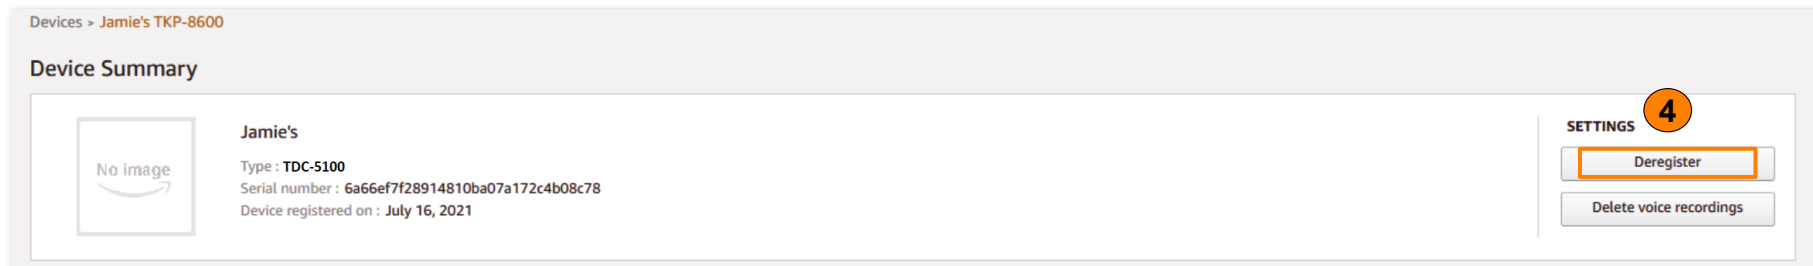 Devices > Jamie's TKP-8600
Device Summary
No image
Jamie's
Type : TDC-5100
Serial number : 6a66ef7f28914810ba07a172c4b08c78
Device registered on : July 16, 2021
4
SETTINGS
Deregister
Delete voice recordings